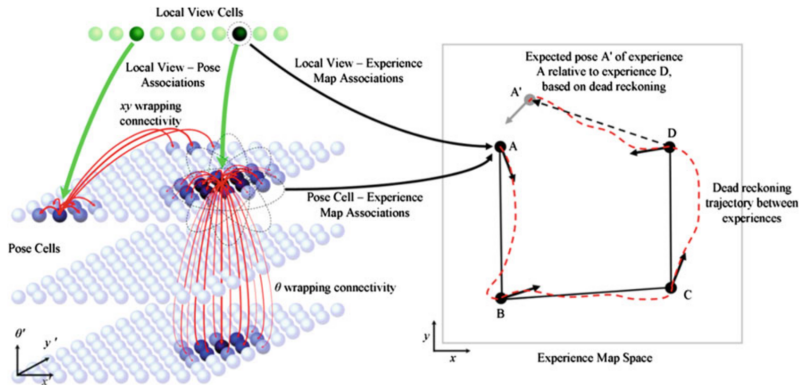 Local View Cells
Local View – Pose
Associations
xy wrapping
connectivity
Pose Cells
θ wrapping connectivity
θ'
y'
x'
Local View – Experience
Map Associations
Pose Cell – Experience
Map Associations
Expected pose A' of experience
A relative to experience D,
based on dead reckoning
A'
A
D
Dead reckoning
trajectory between
experiences
B
C
y
x
Experience Map Space